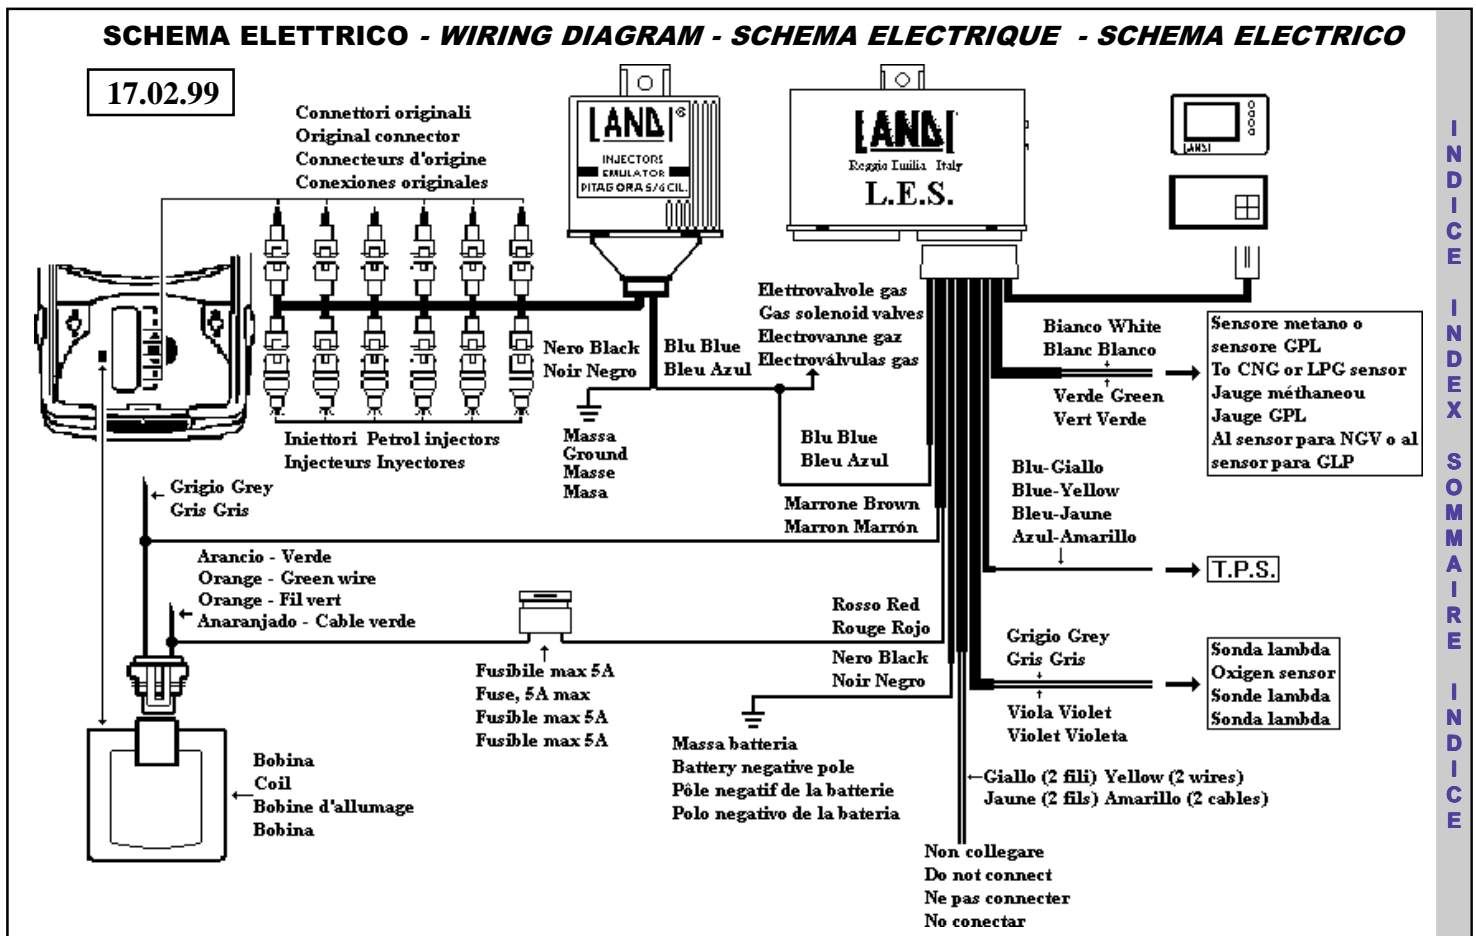 SCHEMA ELETTRICO - WIRING DIAGRAM - SCHEMA ELECTRIQUE - SCHEMA ELECTRICO
17.02.99
Connettori originali
Original connector
Connecteurs d'origine
Conexiones originales
LANDI®
INJECTORS
EMULATOR
PITAGORA 5/6 CIL.
LANDI
Reggio Emilia Italy
L.E.S.
LANDI
Elettrovalvole gas
Gas solenoid valves
Electrovanne gaz
Electroválvulas gas
Nero Black
Noir Negro
Blu Blue
Bleu Azul
Bianco White
Blanc Blanco
Verde Green
Vert Verde
Sensore metano o
sensore GPL
To CNG or LPG sensor
Jauge méthaneou
Jauge GPL
Al sensor para NGV o al
sensor para GLP
Iniettori Petrol injectors
Injecteurs Inyectores
Massa
Ground
Masse
Masa
Blu Blue
Bleu Azul
Grigio Grey
Gris Gris
Marrone Brown
Marron Marrón
Blu-Giallo
Blue-Yellow
Bleu-Jaune
Azul-Amarillo
T.P.S.
Arancio - Verde
Orange - Green wire
Orange - Fil vert
Anaranjado - Cable verde
Rosso Red
Rouge Rojo
Fusibile max 5A
Fuse, 5A max
Fusible max 5A
Fusible max 5A
Nero Black
Noir Negro
Grigio Grey
Gris Gris
Viola Violet
Violet Violeta
Sonda lambda
Oxigen sensor
Sonde lambda
Sonda lambda
Massa batteria
Battery negative pole
Pôle negatif de la batterie
Polo negativo de la bateria
Bobina
Coil
Bobine d'allumage
Bobina
Giallo (2 fili) Yellow (2 wires)
Jaune (2 fils) Amarillo (2 cables)
Non collegare
Do not connect
Ne pas connecter
No conectar
INDICE INDEX SOMMAIRE INDICE